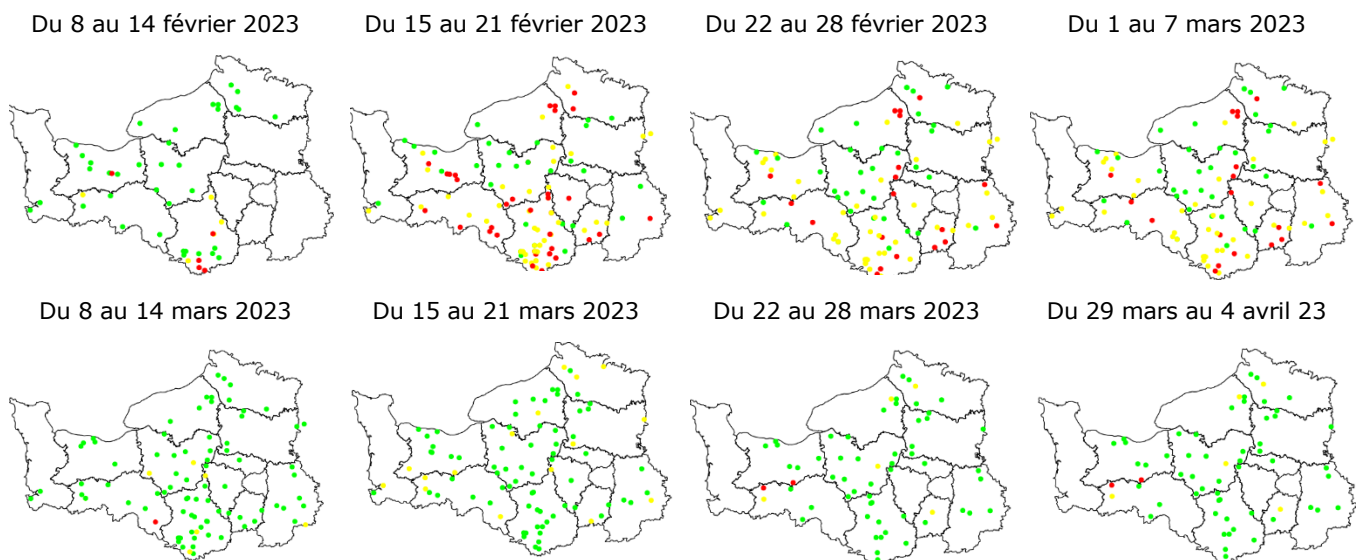 Du 8 au 14 février 2023
Du 15 au 21 février 2023
Du 22 au 28 février 2023
Du 1 au 7 mars 2023
Du 8 au 14 mars 2023
Du 15 au 21 mars 2023
Du 22 au 28 mars 2023
Du 29 mars au 4 avril 23